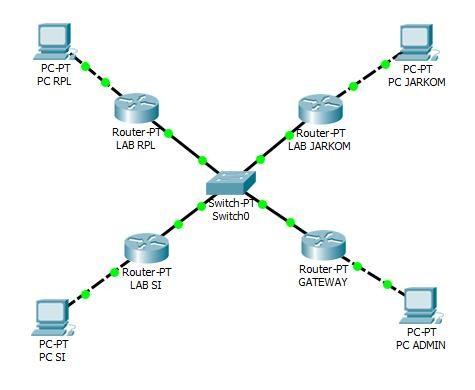 PC-PT
PC RPL
PC-PT
PC JARKOM
Router-PT
LAB RPL
Router-PT
LAB JARKOM
Switch-PT
Switch0
Router-PT
LAB SI
Router-PT
GATEWAY
PC-PT
PC SI
PC-PT
PC ADMIN